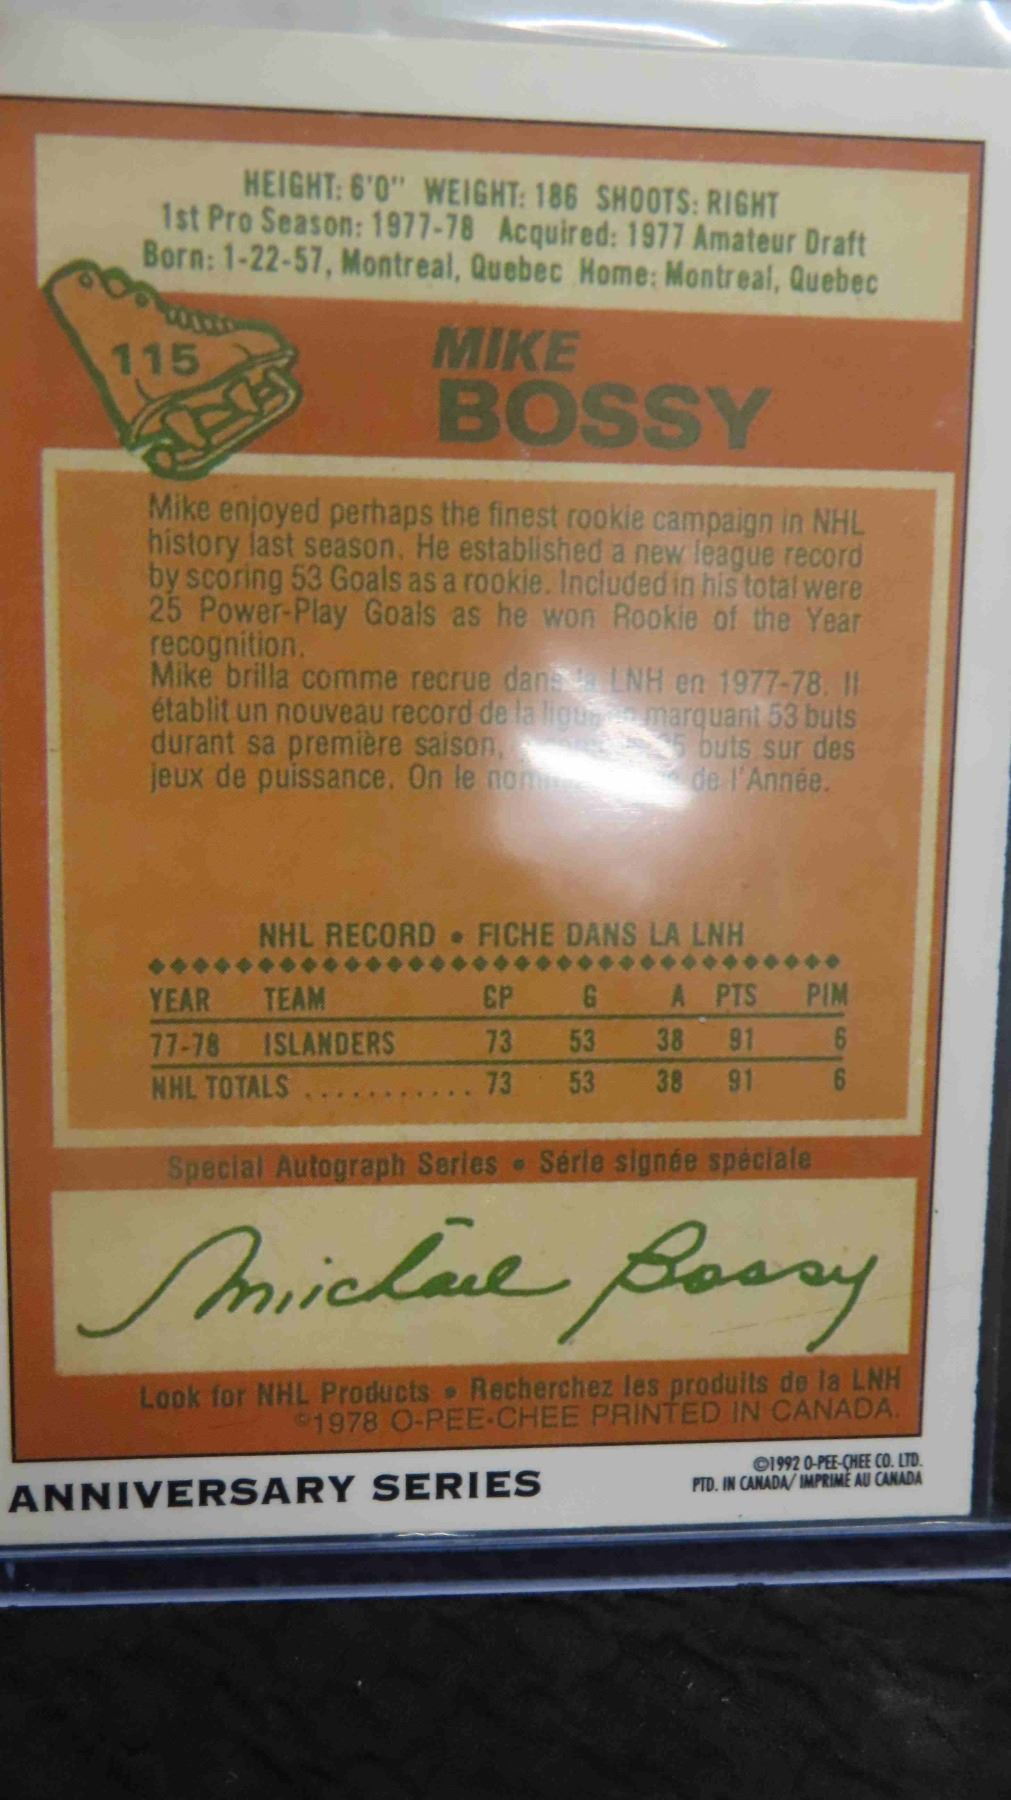 HEIGHT: 6'0" WEIGHT: 186 SHOOTS: RIGHT
1st Pro Season: 1977-78 Acquired: 1977 Amateur Draft
Born: 1-22-57, Montreal, Quebec Home: Montreal, Quebec
115
MIKE
BOSSY
Mike enjoyed perhaps the finest rookie campaign in NHL
history last season. He established a new league record
by scoring 53 Goals as a rookie. Included in his total were
25 Power-Play Goals as he won Rookie of the Year
recognition.
Mike brilla comme recrue dans la LNH en 1977-78. Il
établit un nouveau record de la ligue en marquant 53 buts
durant sa première saison, buts sur des
jeux de puissance. On le de l'Année.
NHL RECORD • FICHE DANS LA LNH
YEAR TEAM GP G A PTS PIM
77-78 ISLANDERS 73 53 38 91 6
NHL TOTALS ........... 73 53 38 91 6
Special Autograph Series • Série signée spéciale
Michael Bossy
Look for NHL Products • Recherchez les produits de la LNH
©1978 O-PEE-CHEE PRINTED IN CANADA.
ANNIVERSARY SERIES
©1992 O-PEE-CHEE CO. LTD.
PTD. IN CANADA/ IMPRIMÉ AU CANADA